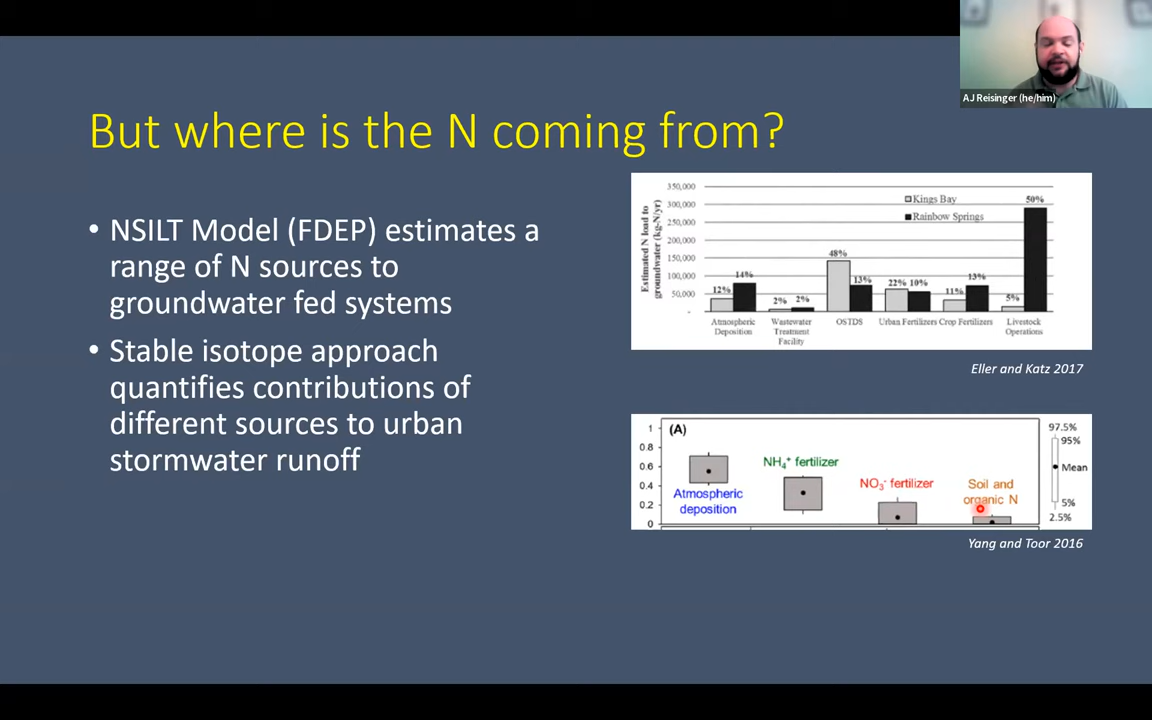 AJ Reisinger (he/him)
But where is the N coming from?
• NSILT Model (FDEP) estimates a
range of N sources to
groundwater fed systems
• Stable isotope approach
quantifies contributions of
different sources to urban
stormwater runoff
Estimated N load to
groundwater (kg-N/yr)
350,000
300,000
250,000
200,000
150,000
100,000
50,000
-
Kings Bay
Rainbow Springs
12% 14%
2% 2%
48% 13%
22% 10%
11% 13%
5% 50%
Atmospheric
Deposition
Wastewater
Treatment
Facility
OSTDS
Urban Fertilizers
Crop Fertilizers
Livestock
Operations
Eller and Katz 2017
(A)
1
0.8
0.6
0.4
0.2
0
Atmospheric
deposition
NH₄⁺ fertilizer
NO₃⁻ fertilizer
Soil and
organic N
97.5%
95%
Mean
5%
2.5%
Yang and Toor 2016